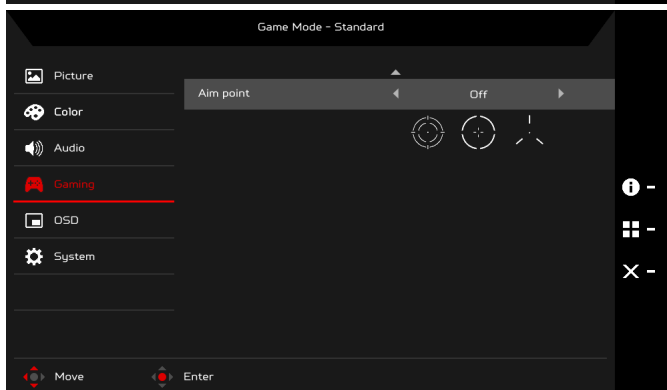 Game Mode - Standard
Picture
Aim point Off
Color
Audio
Gaming
OSD
System
Move Enter